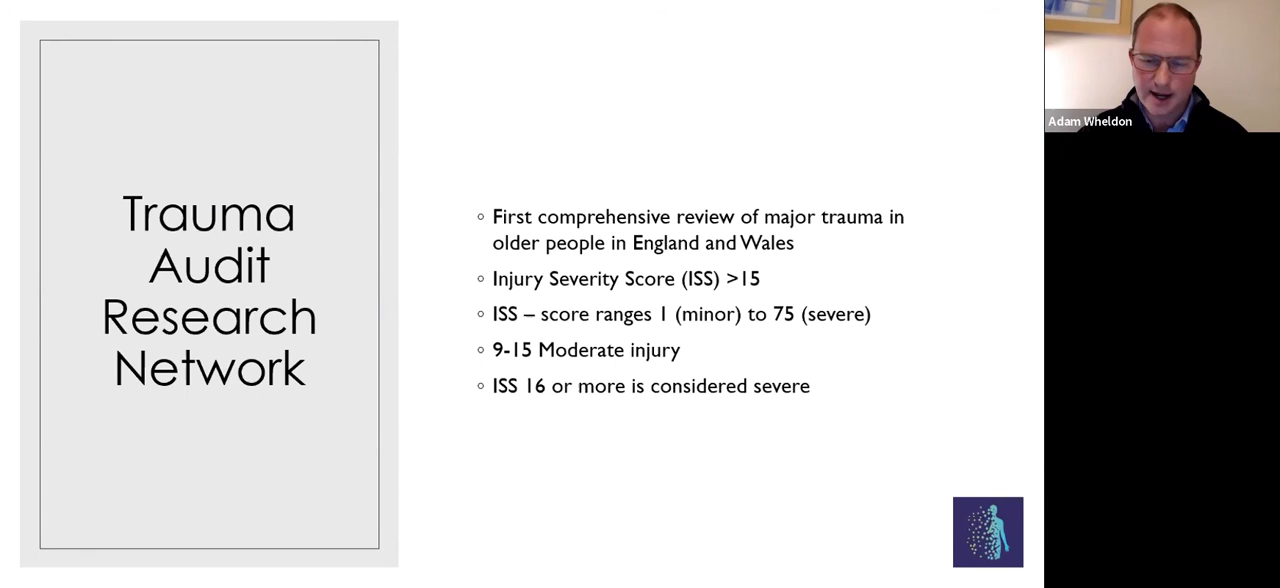 Trauma
Audit
Research
Network
◦ First comprehensive review of major trauma in
older people in England and Wales
◦ Injury Severity Score (ISS) >15
◦ ISS – score ranges 1 (minor) to 75 (severe)
◦ 9-15 Moderate injury
◦ ISS 16 or more is considered severe
Adam Wheldon